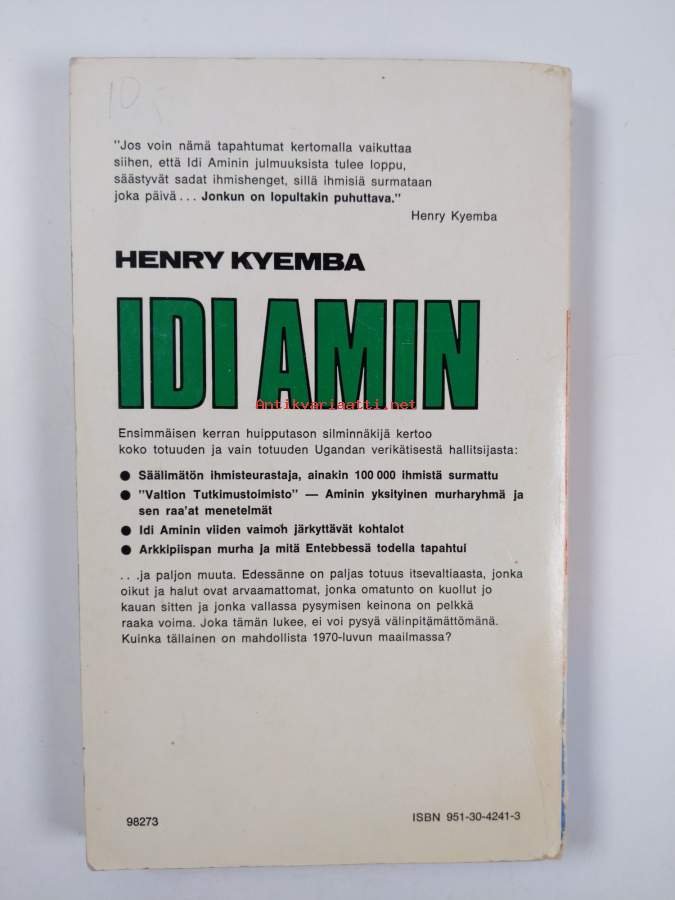 10,
"Jos voin nämä tapahtumat kertomalla vaikuttaa
siihen, että Idi Aminin julmuuksista tulee loppu,
säästyvät sadat ihmishenget, sillä ihmisiä surmataan
joka päivä... Jonkun on lopultakin puhuttava."
Henry Kyemba
HENRY KYEMBA
IDI AMIN
Antikvariaatti.net
Ensimmäisen kerran huipputason silminnäkijä kertoo
koko totuuden ja vain totuuden Ugandan verikätisestä hallitsijasta:
● Säälimätön ihmisteurastaja, ainakin 100 000 ihmistä surmattu
● "Valtion Tutkimustoimisto" — Aminin yksityinen murharyhmä ja
sen raa'at menetelmät
● Idi Aminin viiden vaimon järkyttävät kohtalot
● Arkkipiispan murha ja mitä Entebbessä todella tapahtui
...ja paljon muuta. Edessänne on paljas totuus itsevaltiaasta, jonka
oikut ja halut ovat arvaamattomat, jonka omatunto on kuollut jo
kauan sitten ja jonka vallassa pysymisen keinona on pelkkä
raaka voima. Joka tämän lukee, ei voi pysyä välinpitämättömänä.
Kuinka tällainen on mahdollista 1970-luvun maailmassa?
98273
ISBN 951-30-4241-3